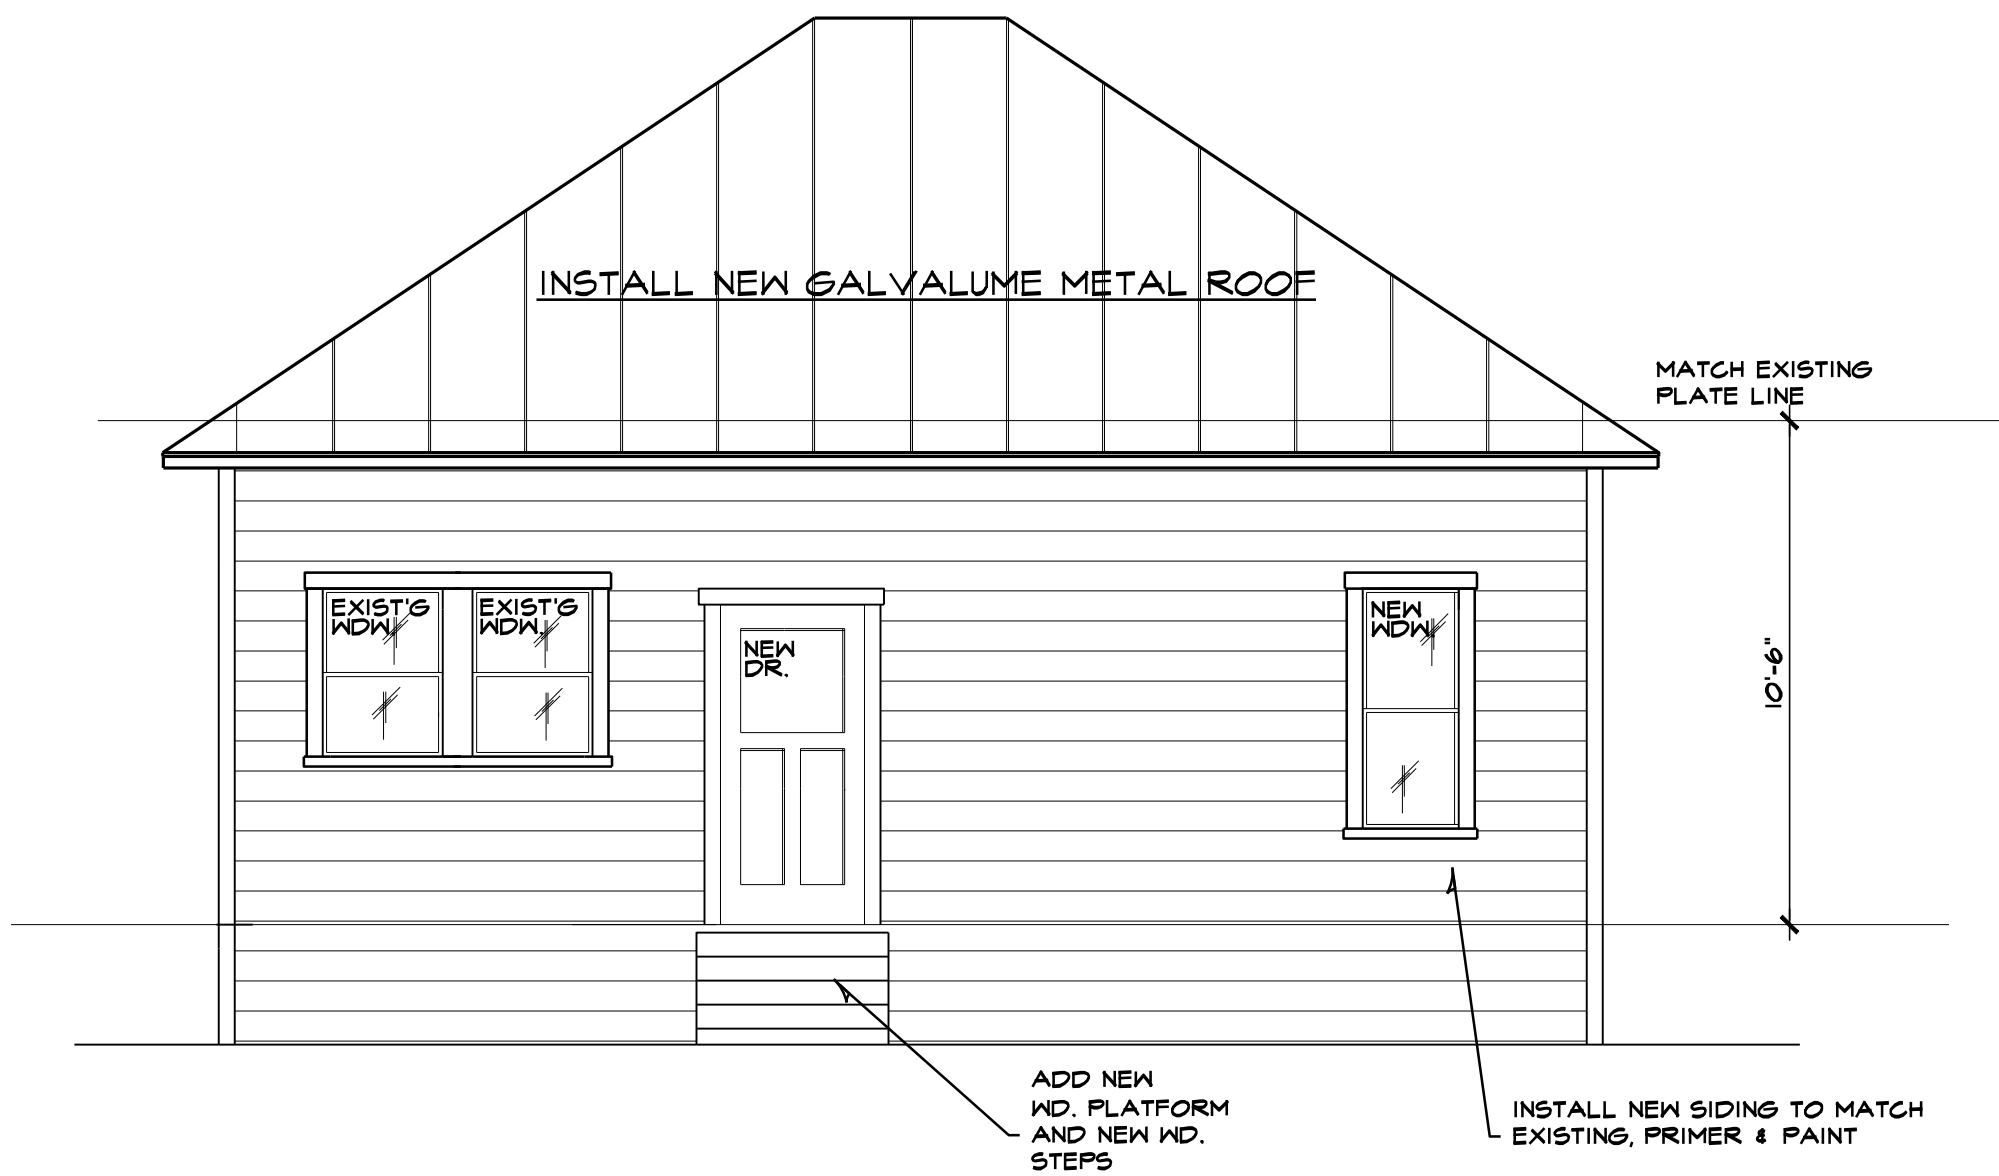 INSTALL NEW GALVALUME METAL ROOF
MATCH EXISTING
PLATE LINE
EXIST'G
WDW.
EXIST'G
WDW.
NEW
DR.
NEW
WDW.
10'-6"
ADD NEW
WD. PLATFORM
AND NEW WD.
STEPS
INSTALL NEW SIDING TO MATCH
EXISTING, PRIMER & PAINT